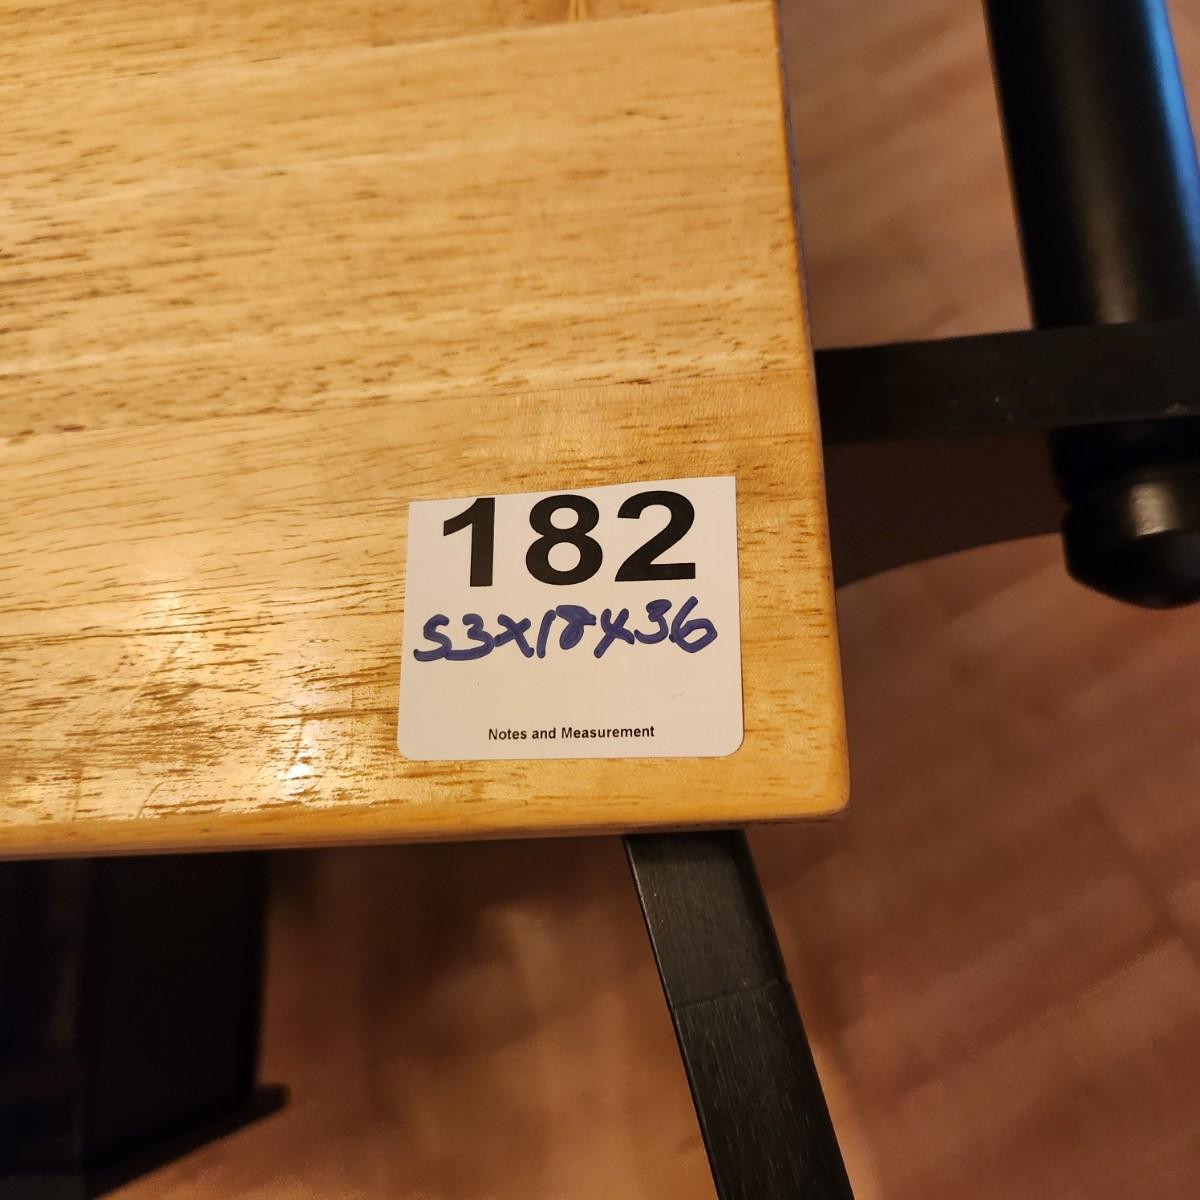 182
53x18x36
Notes and Measurement